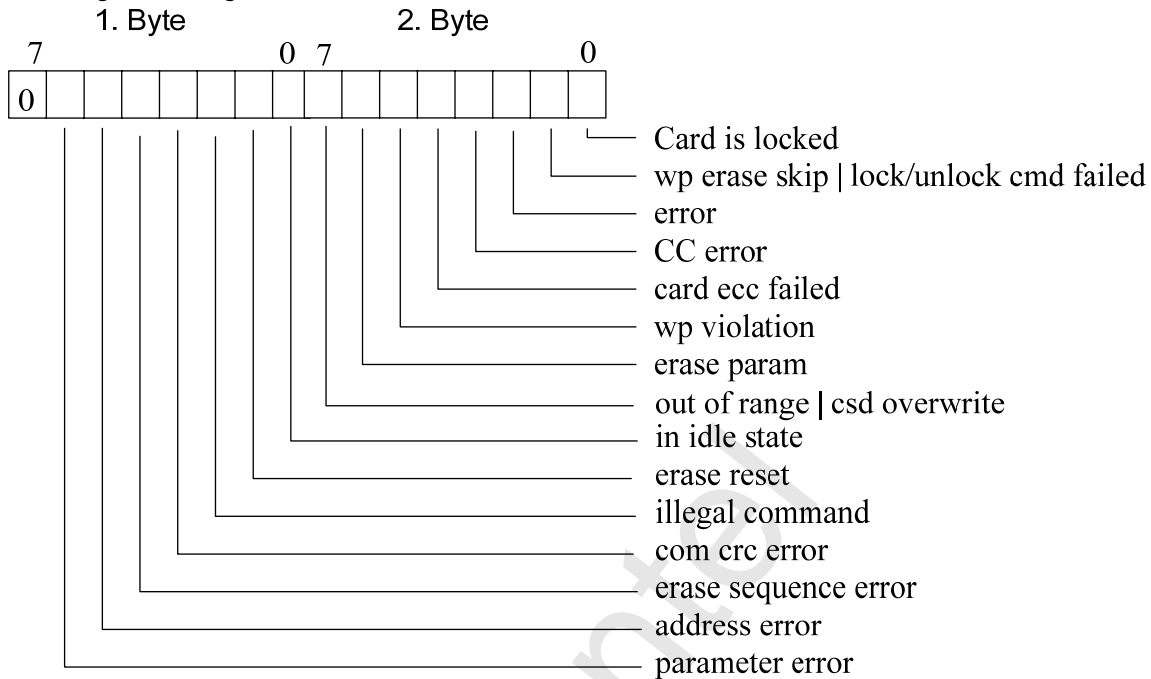 1. Byte 2. Byte
7 0 7 0
0
Card is locked
wp erase skip | lock/unlock cmd failed
error
CC error
card ecc failed
wp violation
erase param
out of range | csd overwrite
in idle state
erase reset
illegal command
com crc error
erase sequence error
address error
parameter error